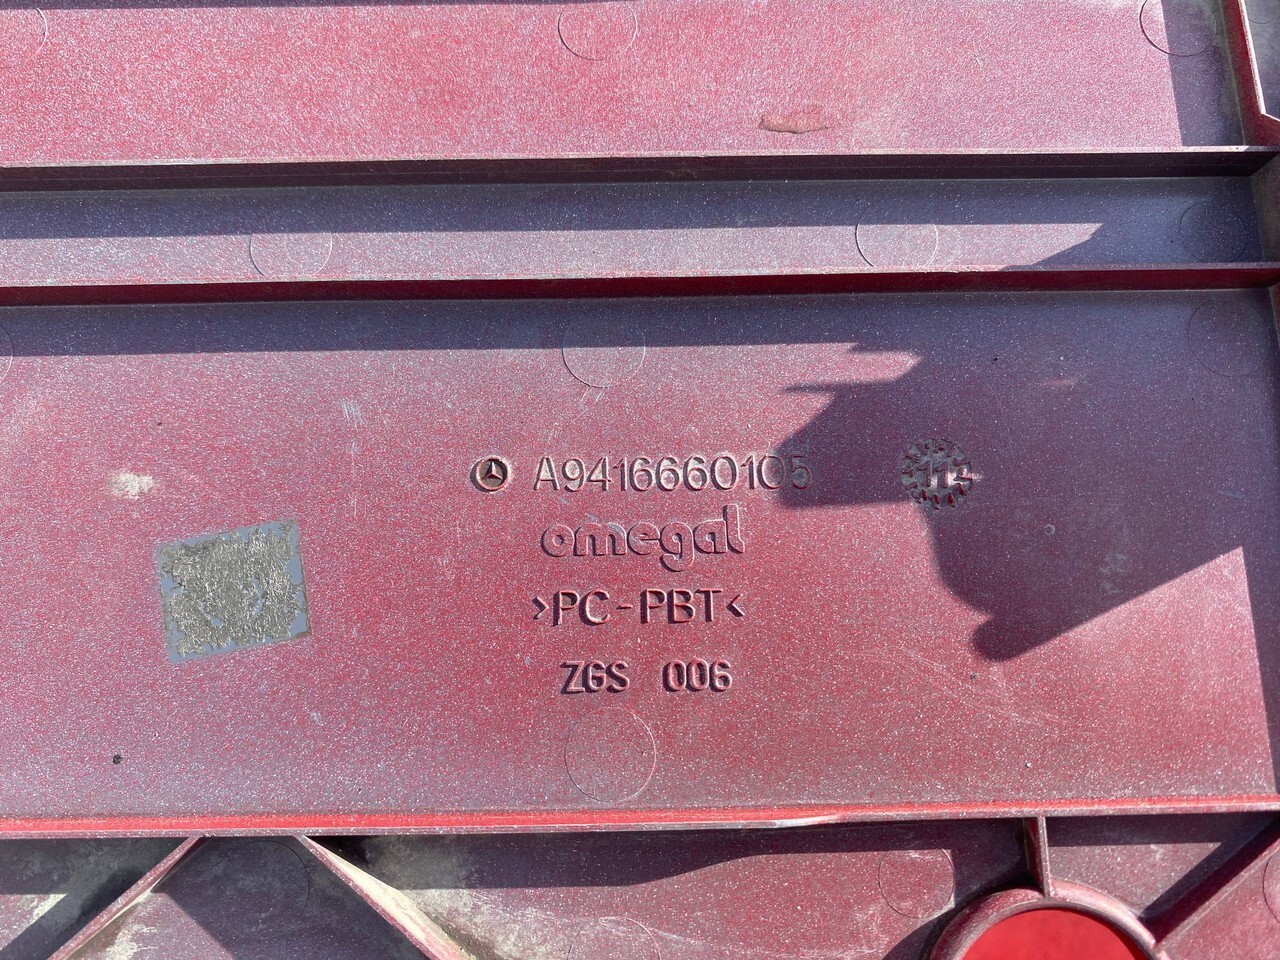 A9416660105
omegal
>PC-PBT<
ZGS 006